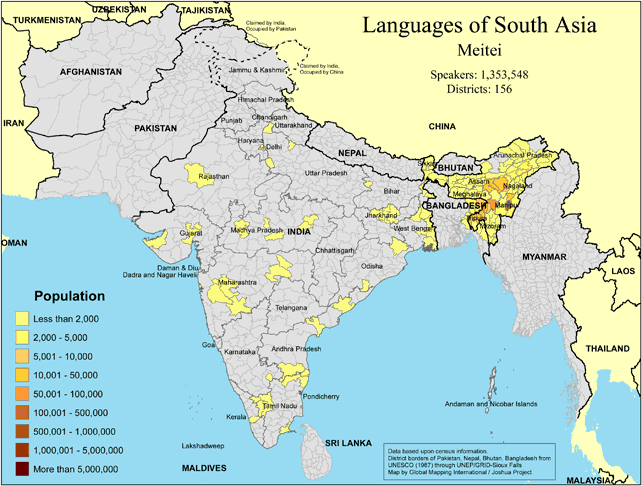 Languages of South Asia
Meitei
Speakers: 1,353,548
Districts: 156
UZBEKISTAN
TAJIKISTAN
TURKMENISTAN
Claimed by India,
Occupied by Pakistan
Claimed by India,
Occupied by China
AFGHANISTAN
Jammu & Kashmir
Himachal Pradesh
IRAN
PAKISTAN
Punjab
Chandigarh
Uttarakhand
CHINA
Haryana
Delhi
NEPAL
BHUTAN
Arunachal Pradesh
Rajasthan
Uttar Pradesh
Assam
Nagaland
Bihar
Meghalaya
BANGLADESH
Manipur
OMAN
Gujarat
Madhya Pradesh
INDIA
Jharkhand
West Bengal
Tripura
Mizoram
Chhattisgarh
MYANMAR
Daman & Diu
Dadra and Nagar Haveli
Odisha
LAOS
Maharashtra
Telangana
THAILAND
Goa
Karnataka
Andhra Pradesh
Pondicherry
Andaman and Nicobar Islands
Kerala
Tamil Nadu
Lakshadweep
SRI LANKA
MALDIVES
MALAYSIA
Population
Less than 2,000
2,000 - 5,000
5,001 - 10,000
10,001 - 50,000
50,001 - 100,000
100,001 - 500,000
500,001 - 1,000,000
1,000,001 - 5,000,000
More than 5,000,000
Data based upon census information.
District borders of Pakistan, Nepal, Bhutan, Bangladesh from
UNESCO (1987) through UNEP/GRID-Sioux Falls
Map by Global Mapping International / Joshua Project